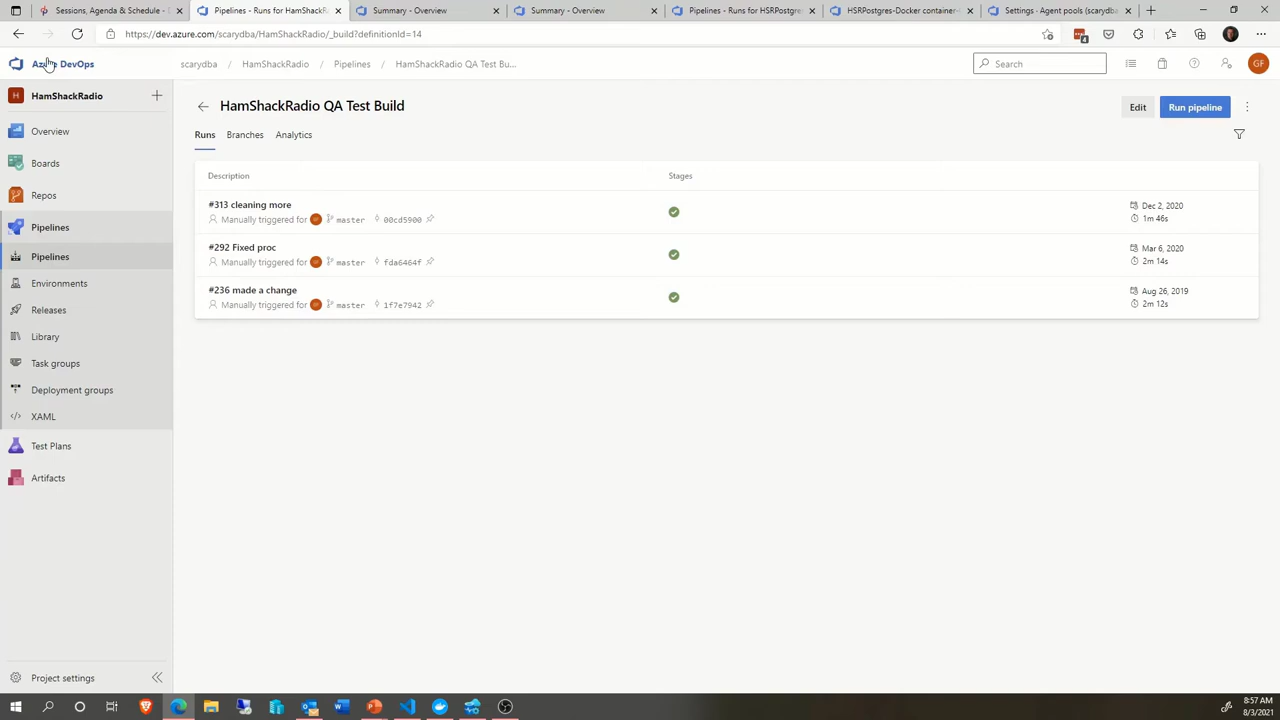 Sessions, Agenda & Schedule -
Pipelines - Runs for HamShackR
Summary - Overview
Summary - Overview
Pipelines - Runs for HSRPostgres
HSRPostgres-Docker container-
Settings - Agent pools (scarydba
https://dev.azure.com/scarydba/HamShackRadio/_build?definitionId=14
4
Azure DevOps
scarydba / HamShackRadio / Pipelines / HamShackRadio QA Test Bu...
Search
GF
H HamShackRadio
HamShackRadio QA Test Build
Edit
Run pipeline
Overview
Boards
Repos
Pipelines
Pipelines
Environments
Releases
Library
Task groups
Deployment groups
XAML
Test Plans
Artifacts
Project settings
Runs Branches Analytics
Description Stages
#313 cleaning more
Manually triggered for master 00cd5900
Dec 2, 2020
1m 46s
#292 Fixed proc
Manually triggered for master fda6464f
Mar 6, 2020
2m 14s
#236 made a change
Manually triggered for master 1f7e7942
Aug 26, 2019
2m 12s
8:57 AM
8/3/2021